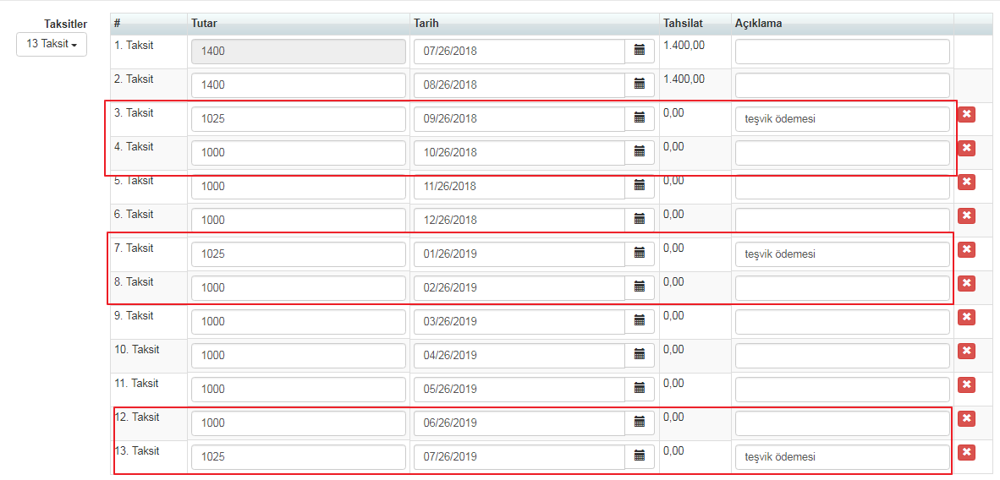 Taksitler
13 Taksit
# Tutar Tarih Tahsilat Açıklama
1. Taksit 1400 07/26/2018 1.400,00
2. Taksit 1400 08/26/2018 1.400,00
3. Taksit 1025 09/26/2018 0,00 teşvik ödemesi
4. Taksit 1000 10/26/2018 0,00
5. Taksit 1000 11/26/2018 0,00
6. Taksit 1000 12/26/2018 0,00
7. Taksit 1025 01/26/2019 0,00 teşvik ödemesi
8. Taksit 1000 02/26/2019 0,00
9. Taksit 1000 03/26/2019 0,00
10. Taksit 1000 04/26/2019 0,00
11. Taksit 1000 05/26/2019 0,00
12. Taksit 1000 06/26/2019 0,00
13. Taksit 1025 07/26/2019 0,00 teşvik ödemesi